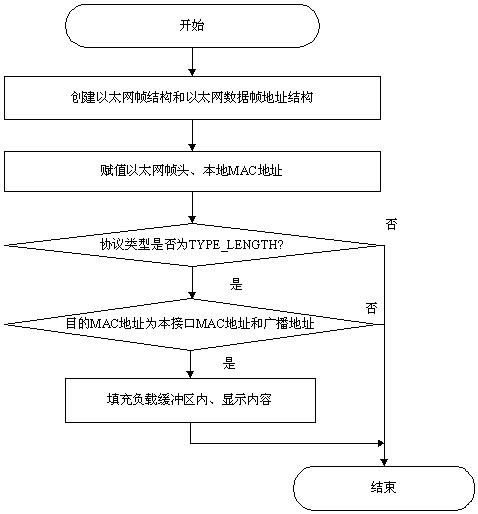 开始
创建以太网帧结构和以太网数据帧地址结构
赋值以太网帧头、本地MAC地址
否
协议类型是否为TYPE_LENGTH?
是
否
目的MAC地址为本接口MAC地址和广播地址
是
填充负载缓冲区内、显示内容
结束